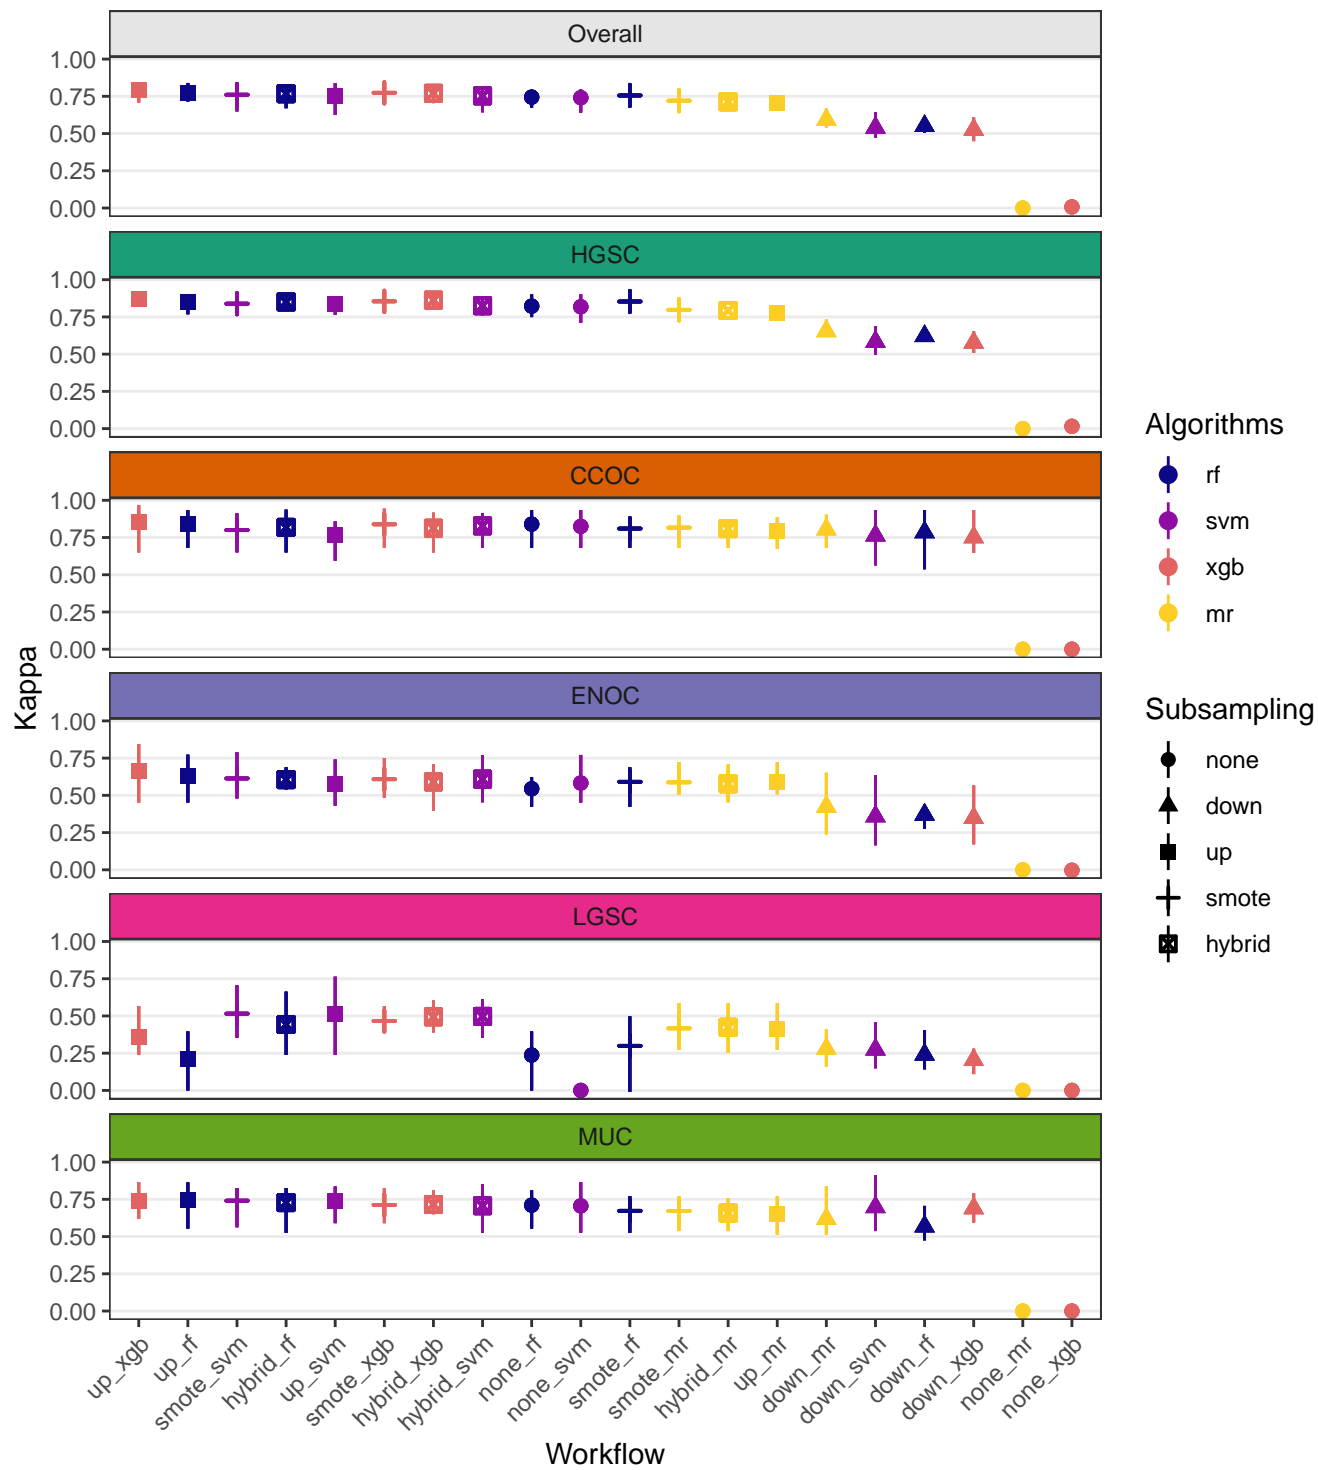 Overall
1.00
0.75
0.50
0.25
0.00
HGSC
1.00
0.75
0.50
0.25
0.00
CCOC
1.00
0.75
0.50
0.25
0.00
ENOC
1.00
0.75
0.50
0.25
0.00
LGSC
1.00
0.75
0.50
0.25
0.00
MUC
1.00
0.75
0.50
0.25
0.00
Kappa
up_xgb
up_rf
smote_svm
hybrid_rf
up_svm
smote_xgb
hybrid_xgb
hybrid_svm
none_rf
none_svm
smote_rf
smote_mr
hybrid_mr
up_mr
down_mr
down_svm
down_rf
down_xgb
none_mr
none_xgb
Workflow
Algorithms
rf
svm
xgb
mr
Subsampling
none
down
up
smote
hybrid